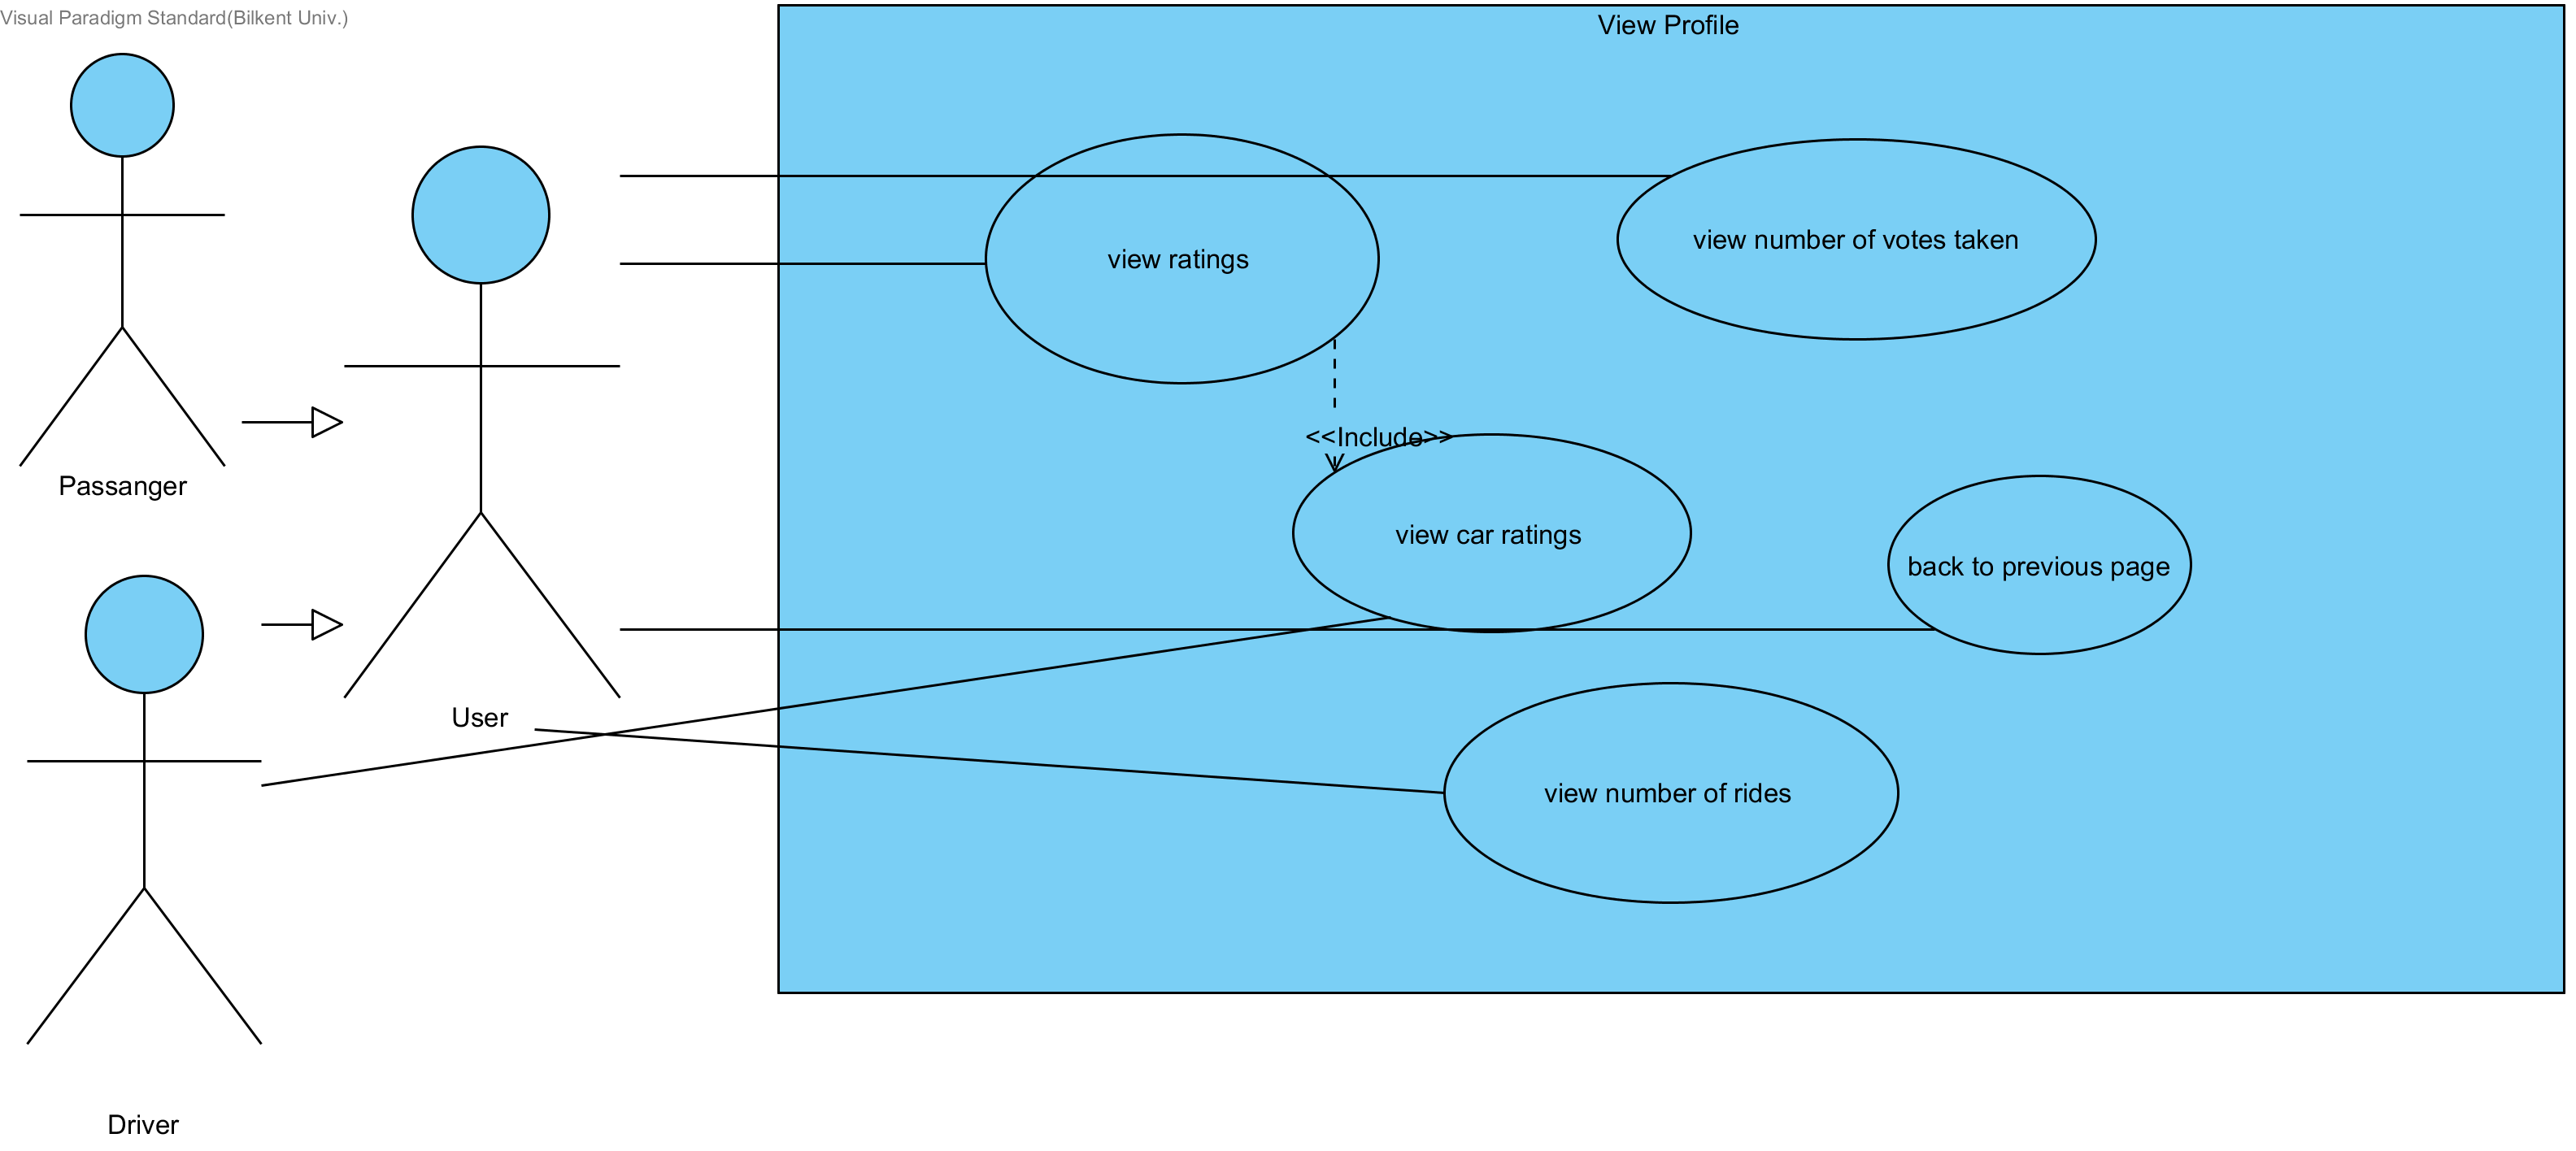 Visual Paradigm Standard(Bilkent Univ.)
View Profile
view ratings
view number of votes taken
<<Include>>
Passanger
view car ratings
back to previous page
User
view number of rides
Driver